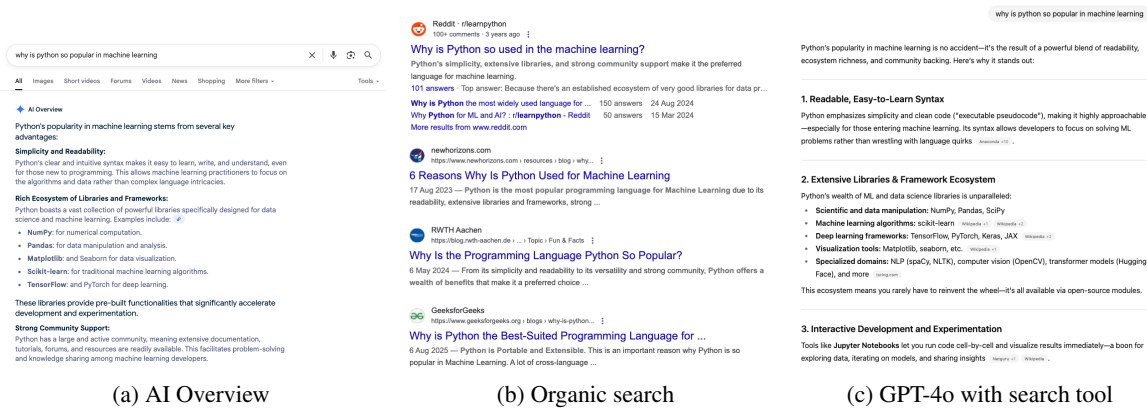 why is python so popular in machine learning
All Images Short videos Forums Videos News Shopping More filters Tools
AI Overview
Python's popularity in machine learning stems from several key
advantages:
Simplicity and Readability:
Python's clear and intuitive syntax makes it easy to learn, write, and understand, even
for those new to programming. This allows machine learning practitioners to focus on
the algorithms and data rather than complex language intricacies.
Rich Ecosystem of Libraries and Frameworks:
Python boasts a vast collection of powerful libraries specifically designed for data
science and machine learning. Examples include:
• NumPy: for numerical computation.
• Pandas: for data manipulation and analysis.
• Matplotlib: and Seaborn for data visualization.
• Scikit-learn: for traditional machine learning algorithms.
• TensorFlow: and PyTorch for deep learning.
These libraries provide pre-built functionalities that significantly accelerate
development and experimentation.
Strong Community Support:
Python has a large and active community, meaning extensive documentation,
tutorials, forums, and resources are readily available. This facilitates problem-solving
and knowledge sharing among machine learning developers.
(a) AI Overview
Reddit · r/learnpython
100+ comments · 3 years ago
Why is Python so used in the machine learning?
Python's simplicity, extensive libraries, and strong community support make it the preferred
language for machine learning.
101 answers · Top answer: Because there's an established ecosystem of very good libraries for data pr...
Why is Python the most widely used language for ... 150 answers 24 Aug 2024
Why Python for ML and AI? : r/learnpython - Reddit 50 answers 15 Mar 2024
More results from www.reddit.com
newhorizons.com
https://www.newhorizons.com › resources › blog › why...
6 Reasons Why Is Python Used for Machine Learning
17 Aug 2023 — Python is the most popular programming language for Machine Learning due to its
readability, extensive libraries and frameworks, strong ...
RWTH Aachen
https://blog.rwth-aachen.de › ... › Topic › Fun & Facts
Why Is the Programming Language Python So Popular?
6 May 2024 — From its simplicity and readability to its versatility and strong community, Python offers a
wealth of benefits that make it a preferred choice ...
GeeksforGeeks
https://www.geeksforgeeks.org › blogs › why-is-python...
Why is Python the Best-Suited Programming Language for ...
6 Aug 2025 — Python is Portable and Extensible. This is an important reason why Python is so
popular in Machine Learning. A lot of cross-language ...
(b) Organic search
why is python so popular in machine learning
Python's popularity in machine learning is no accident—it's the result of a powerful blend of readability,
ecosystem richness, and community backing. Here's why it stands out:
1. Readable, Easy-to-Learn Syntax
Python emphasizes simplicity and clean code ("executable pseudocode"), making it highly approachable
—especially for those entering machine learning. Its syntax allows developers to focus on solving ML
problems rather than wrestling with language quirks Anaconda +10 .
2. Extensive Libraries & Framework Ecosystem
Python's wealth of ML and data science libraries is unparalleled:
• Scientific and data manipulation: NumPy, Pandas, SciPy
• Machine learning algorithms: scikit-learn Wikipedia +1 Wikipedia +2
• Deep learning frameworks: TensorFlow, PyTorch, Keras, JAX Wikipedia +2
• Visualization tools: Matplotlib, seaborn, etc. Wikipedia +1
• Specialized domains: NLP (spaCy, NLTK), computer vision (OpenCV), transformer models (Hugging
Face), and more turing.com
This ecosystem means you rarely have to reinvent the wheel—it's all available via open-source modules.
3. Interactive Development and Experimentation
Tools like Jupyter Notebooks let you run code cell-by-cell and visualize results immediately—a boon for
exploring data, iterating on models, and sharing insights Netguru +1 Wikipedia .
(c) GPT-4o with search tool